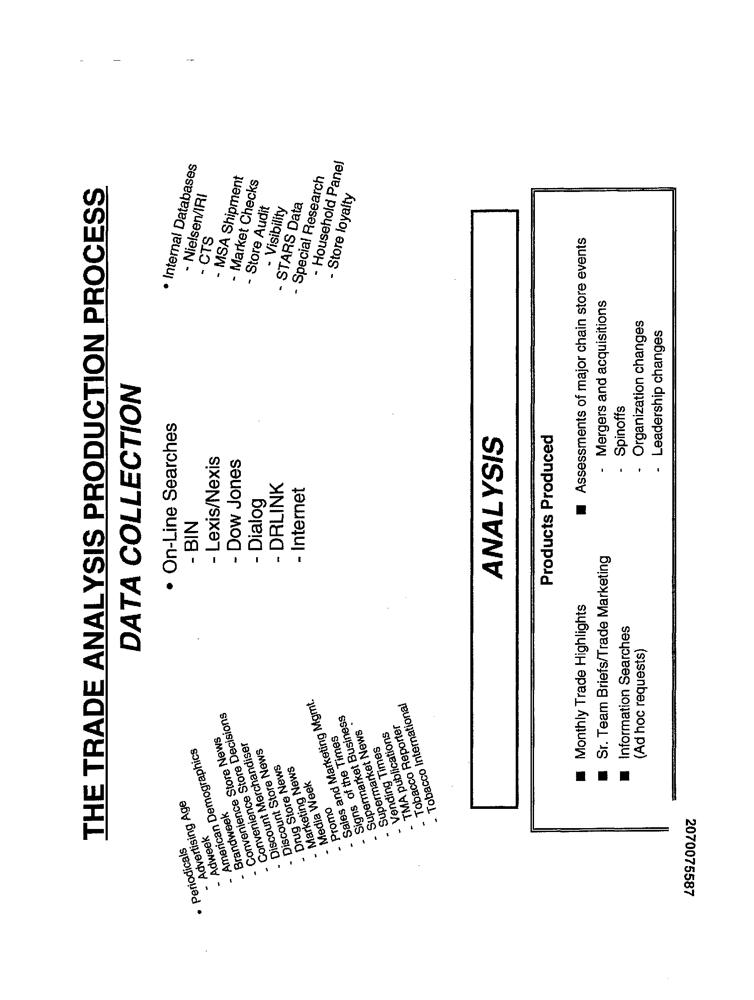 THE TRADE ANALYSIS PRODUCTION PROCESS
DATA COLLECTION
• Periodicals
- Advertising Age
- Adweek
- American Demographics
- Brandweek
- Convenience Store News
- Convenience Store Decisions
- Convenience Store Merchandiser
- Discount Merchandiser
- Discount Store News
- Drug Store News
- Marketing News
- Media Week
- Promo
- Sales and Marketing Mgmt.
- Signs of the Times
- Supermarket Business
- Supermarket News
- Vending Times
- TMA publications
- Tobacco Reporter
- Tobacco International
• On-Line Searches
- BIN
- Lexis/Nexis
- Dow Jones
- Dialog
- DRLINK
- Internet
• Internal Databases
- Nielsen/IRI
- CTS
- MSA Shipment
- Market Checks
- Store Audit
- Visibility
- STARS Data
- Special Research
- Household Panel
- Store loyalty
ANALYSIS
Products Produced
■ Monthly Trade Highlights
■ Sr. Team Briefs/Trade Marketing
■ Information Searches
(Ad hoc requests)
■ Assessments of major chain store events
- Mergers and acquisitions
- Spinoffs
- Organization changes
- Leadership changes
2070075587